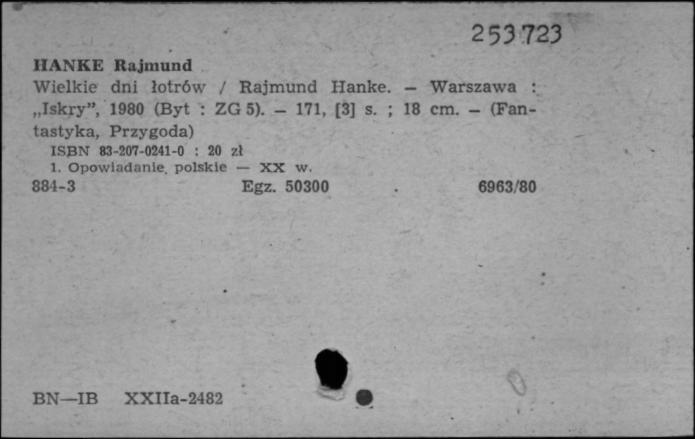 253723
HANKE Rajmund
Wielkie dni łotrów / Rajmund Hanke. — Warszawa :
„Iskry”, 1980 (Byt : ZG 5). — 171, [3] s. ; 18 cm. — (Fan-
tastyka, Przygoda)
ISBN 83-207-0241-0 : 20 zł
1. Opowiadanie polskie — XX w.
884-3 Egz. 50300 6963/80
BN—IB XXIIa-2482